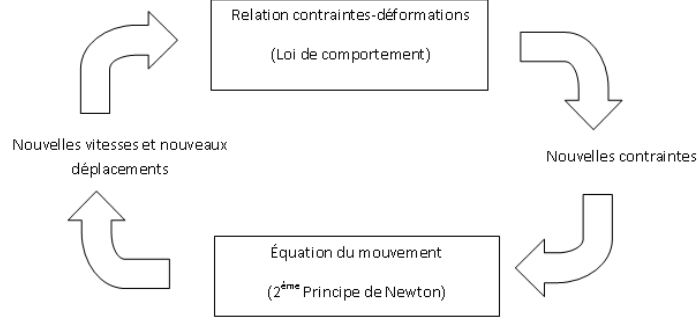 Relation contraintes-déformations
(Loi de comportement)
Nouvelles vitesses et nouveaux
déplacements
Nouvelles contraintes
Équation du mouvement
(2ème Principe de Newton)